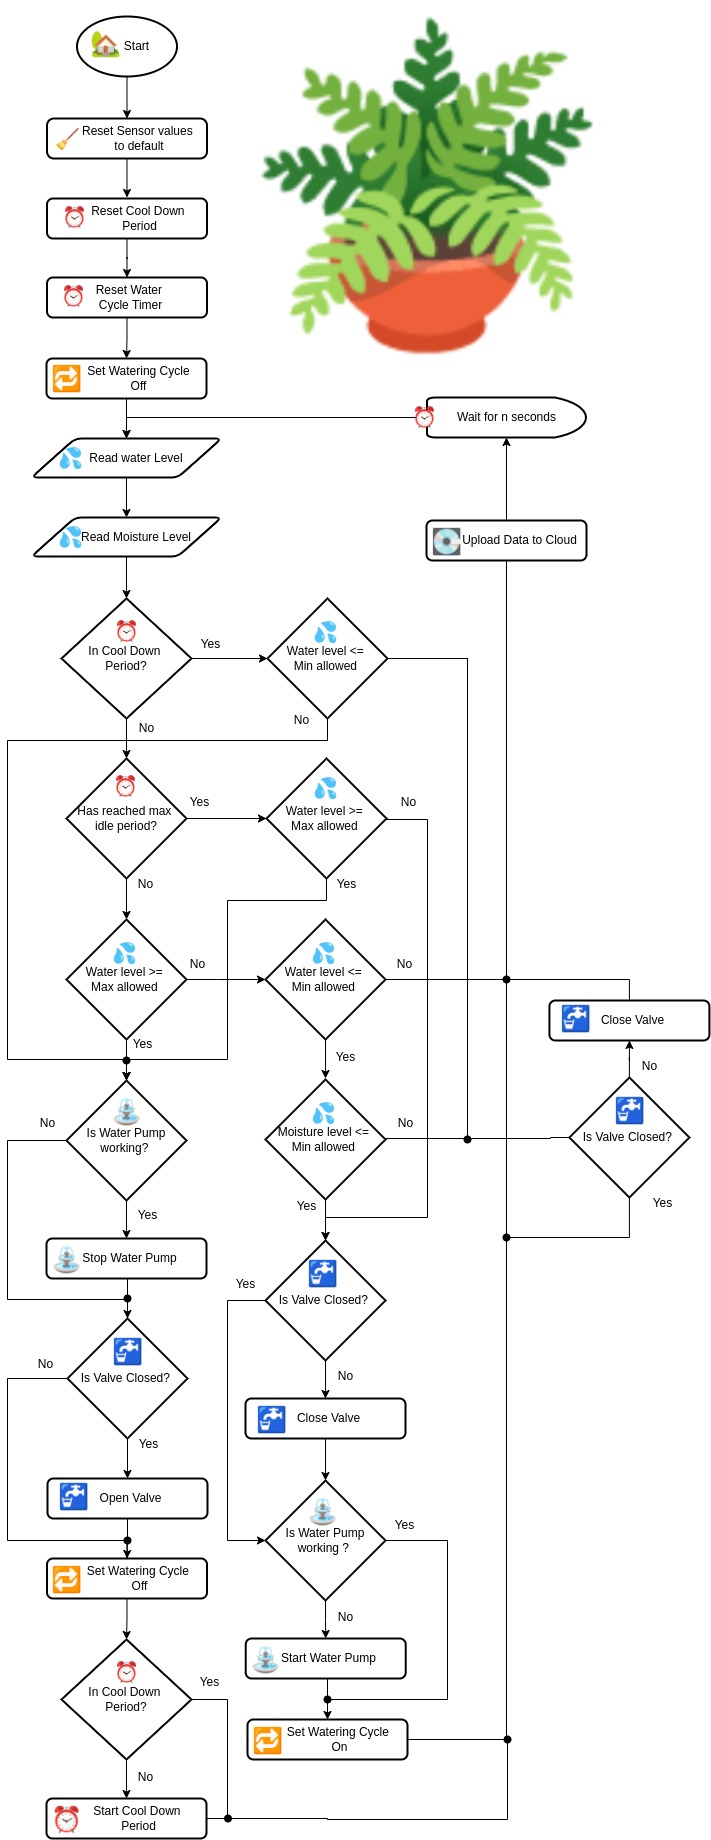 Start
Reset Sensor values
to default
Reset Cool Down
Period
Reset Water
Cycle Timer
Set Watering Cycle
Off
Wait for n seconds
Read water Level
Read Moisture Level
Upload Data to Cloud
In Cool Down
Period?
Yes
Water level <=
Min allowed
No
No
Has reached max
idle period?
Yes
Water level >=
Max allowed
No
No
Yes
Water level >=
Max allowed
No
Water level <=
Min allowed
No
Close Valve
Yes
Yes
No
Is Water Pump
working?
No
Moisture level <=
Min allowed
No
Is Valve Closed?
Yes
Yes
Yes
Stop Water Pump
Is Valve Closed?
Yes
No
Is Valve Closed?
No
Yes
Close Valve
Open Valve
Is Water Pump
working ?
Yes
Set Watering Cycle
Off
No
Start Water Pump
In Cool Down
Period?
Yes
Set Watering Cycle
On
No
Start Cool Down
Period